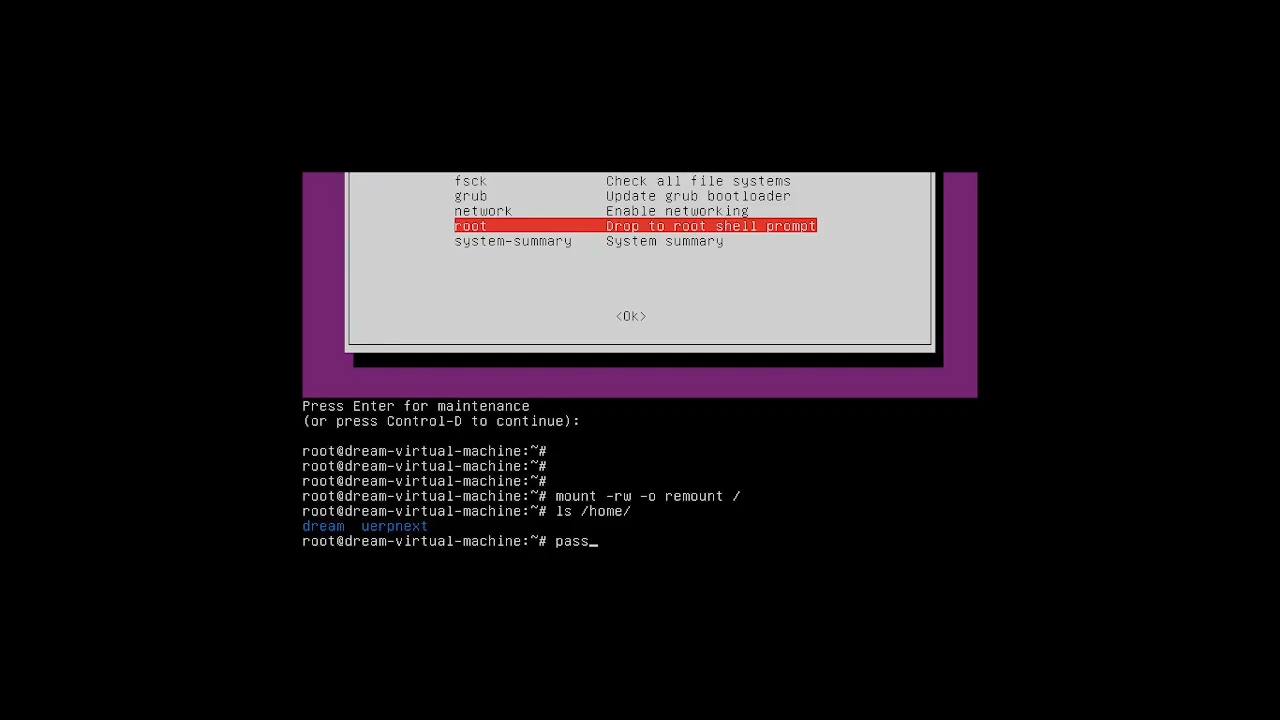 fsck Check all file systems
grub Update grub bootloader
network Enable networking
root Drop to root shell prompt
system-summary System summary
<Ok>
Press Enter for maintenance
(or press Control-D to continue):
root@dream-virtual-machine:~#
root@dream-virtual-machine:~#
root@dream-virtual-machine:~#
root@dream-virtual-machine:~# mount -rw -o remount /
root@dream-virtual-machine:~# ls /home/
dream uerpnext
root@dream-virtual-machine:~# pass_